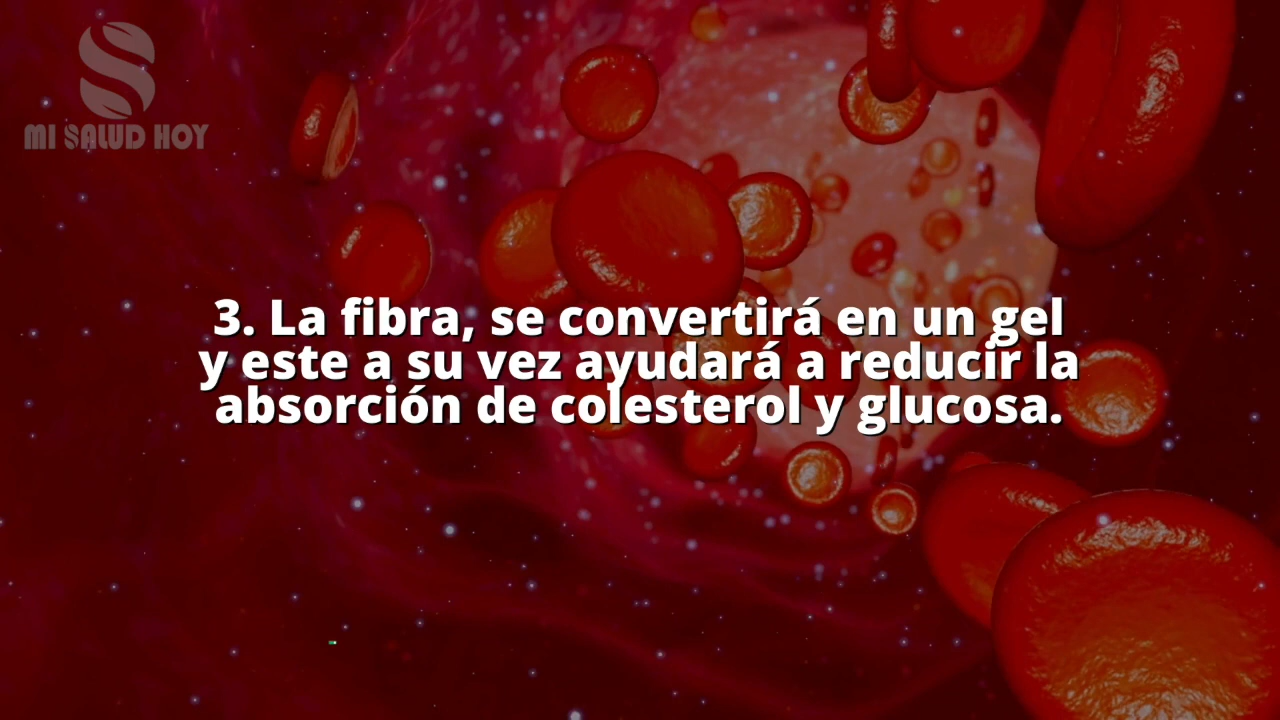 MI SALUD HOY
3. La fibra, se convertirá en un gel
y este a su vez ayudará a reducir la
absorción de colesterol y glucosa.